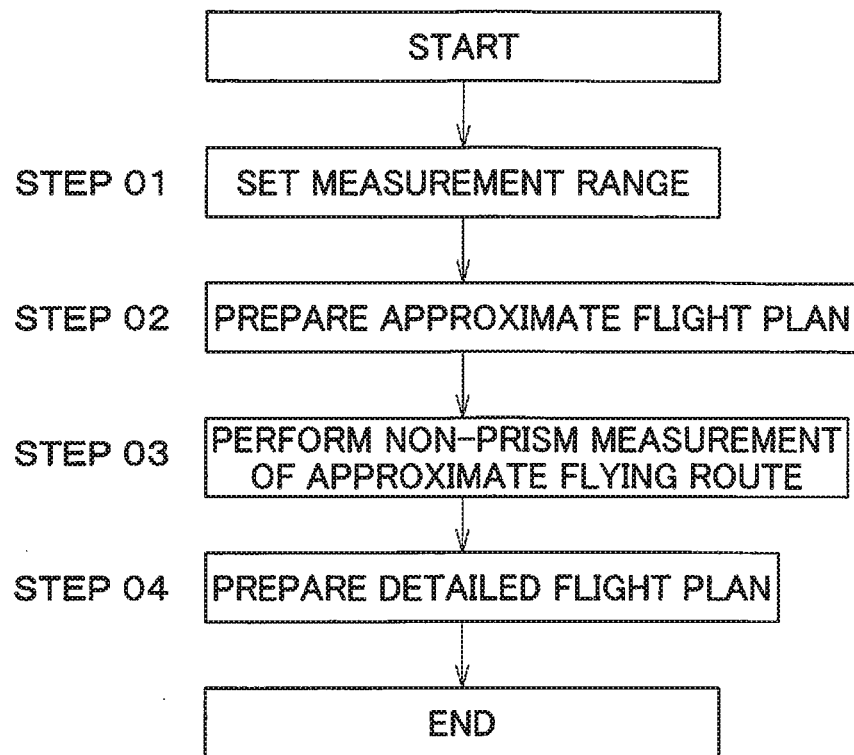 START
STEP 01 SET MEASUREMENT RANGE
STEP 02 PREPARE APPROXIMATE FLIGHT PLAN
STEP 03 PERFORM NON-PRISM MEASUREMENT
OF APPROXIMATE FLYING ROUTE
STEP 04 PREPARE DETAILED FLIGHT PLAN
END